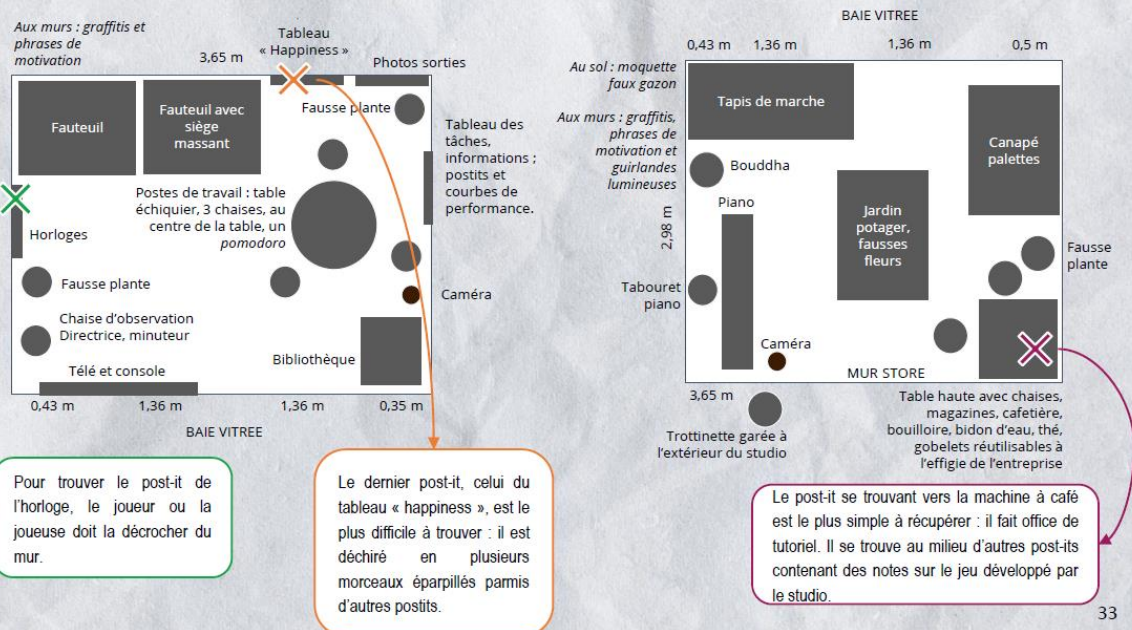 Aux murs : graffitis et
phrases de
motivation
3,65 m
Tableau
« Happiness »
Photos sorties
Fauteuil
Fauteuil avec
siège
massant
Fausse plante
Tableau des
tâches,
informations ;
postits et
courbes de
performance.
Postes de travail : table
échiquier, 3 chaises, au
centre de la table, un
pomodoro
Horloges
Fausse plante
Caméra
Chaise d'observation
Directrice, minuteur
Bibliothèque
Télé et console
0,43 m 1,36 m 1,36 m 0,35 m
BAIE VITREE
BAIE VITREE
0,43 m 1,36 m 1,36 m 0,5 m
Au sol : moquette
faux gazon
Aux murs : graffitis,
phrases de
motivation et
guirlandes
lumineuses
Tapis de marche
Canapé
palettes
Bouddha
Piano
2,98 m
Jardin
potager,
fausses
fleurs
Fausse
plante
Tabouret
piano
Caméra
MUR STORE
3,65 m
Trottinette garée à
l'extérieur du studio
Table haute avec chaises,
magazines, cafetière,
bouilloire, bidon d'eau, thé,
gobelets réutilisables à
l'effigie de l'entreprise
Pour trouver le post-it de
l'horloge, le joueur ou la
joueuse doit la décrocher du
mur.
Le dernier post-it, celui du
tableau « happiness », est le
plus difficile à trouver : il est
déchiré en plusieurs
morceaux éparpillés parmis
d'autres postits.
Le post-it se trouvant vers la machine à café
est le plus simple à récupérer : il fait office de
tutoriel. Il se trouve au milieu d'autres post-its
contenant des notes sur le jeu développé par
le studio.
33